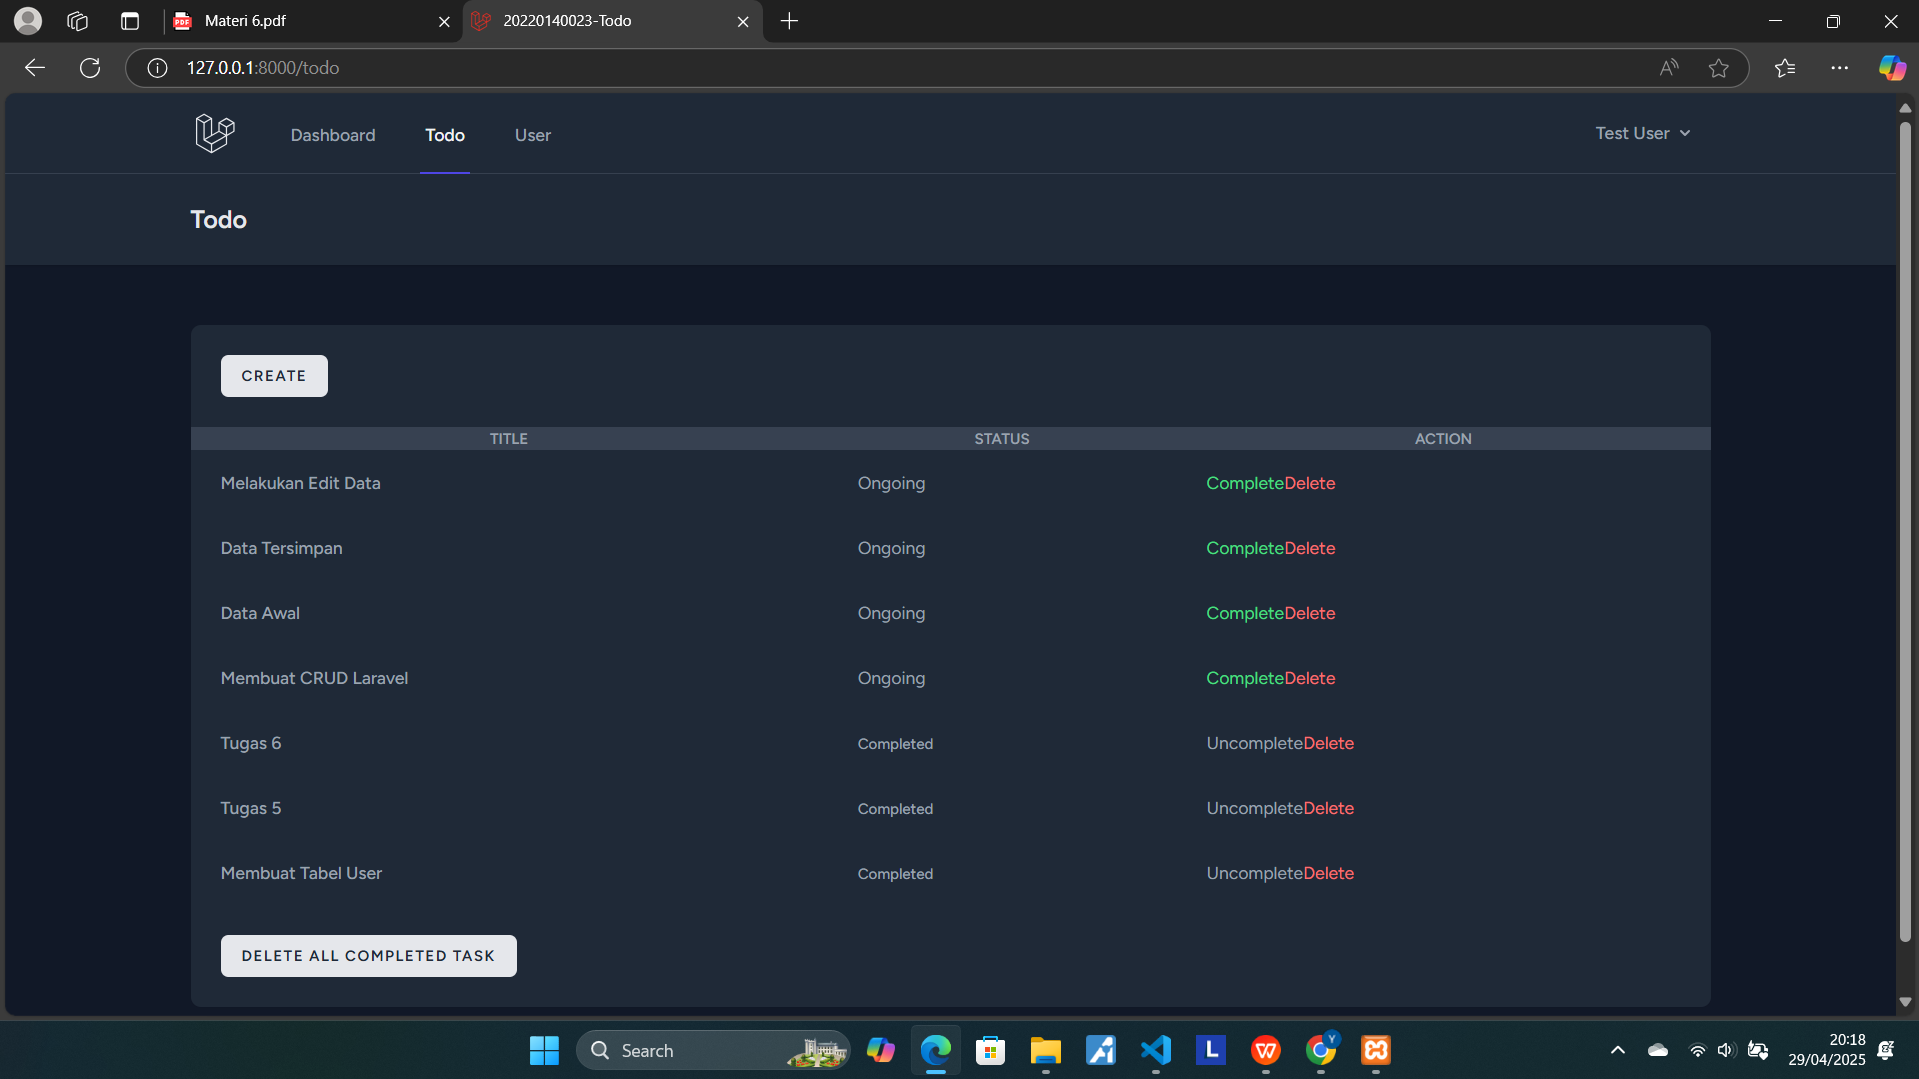 Materi 6.pdf
20220140023-Todo
127.0.0.1:8000/todo
Dashboard Todo User Test User
Todo
CREATE
TITLE STATUS ACTION
Melakukan Edit Data Ongoing CompleteDelete
Data Tersimpan Ongoing CompleteDelete
Data Awal Ongoing CompleteDelete
Membuat CRUD Laravel Ongoing CompleteDelete
Tugas 6 Completed UncompleteDelete
Tugas 5 Completed UncompleteDelete
Membuat Tabel User Completed UncompleteDelete
DELETE ALL COMPLETED TASK
Search
20:18
29/04/2025